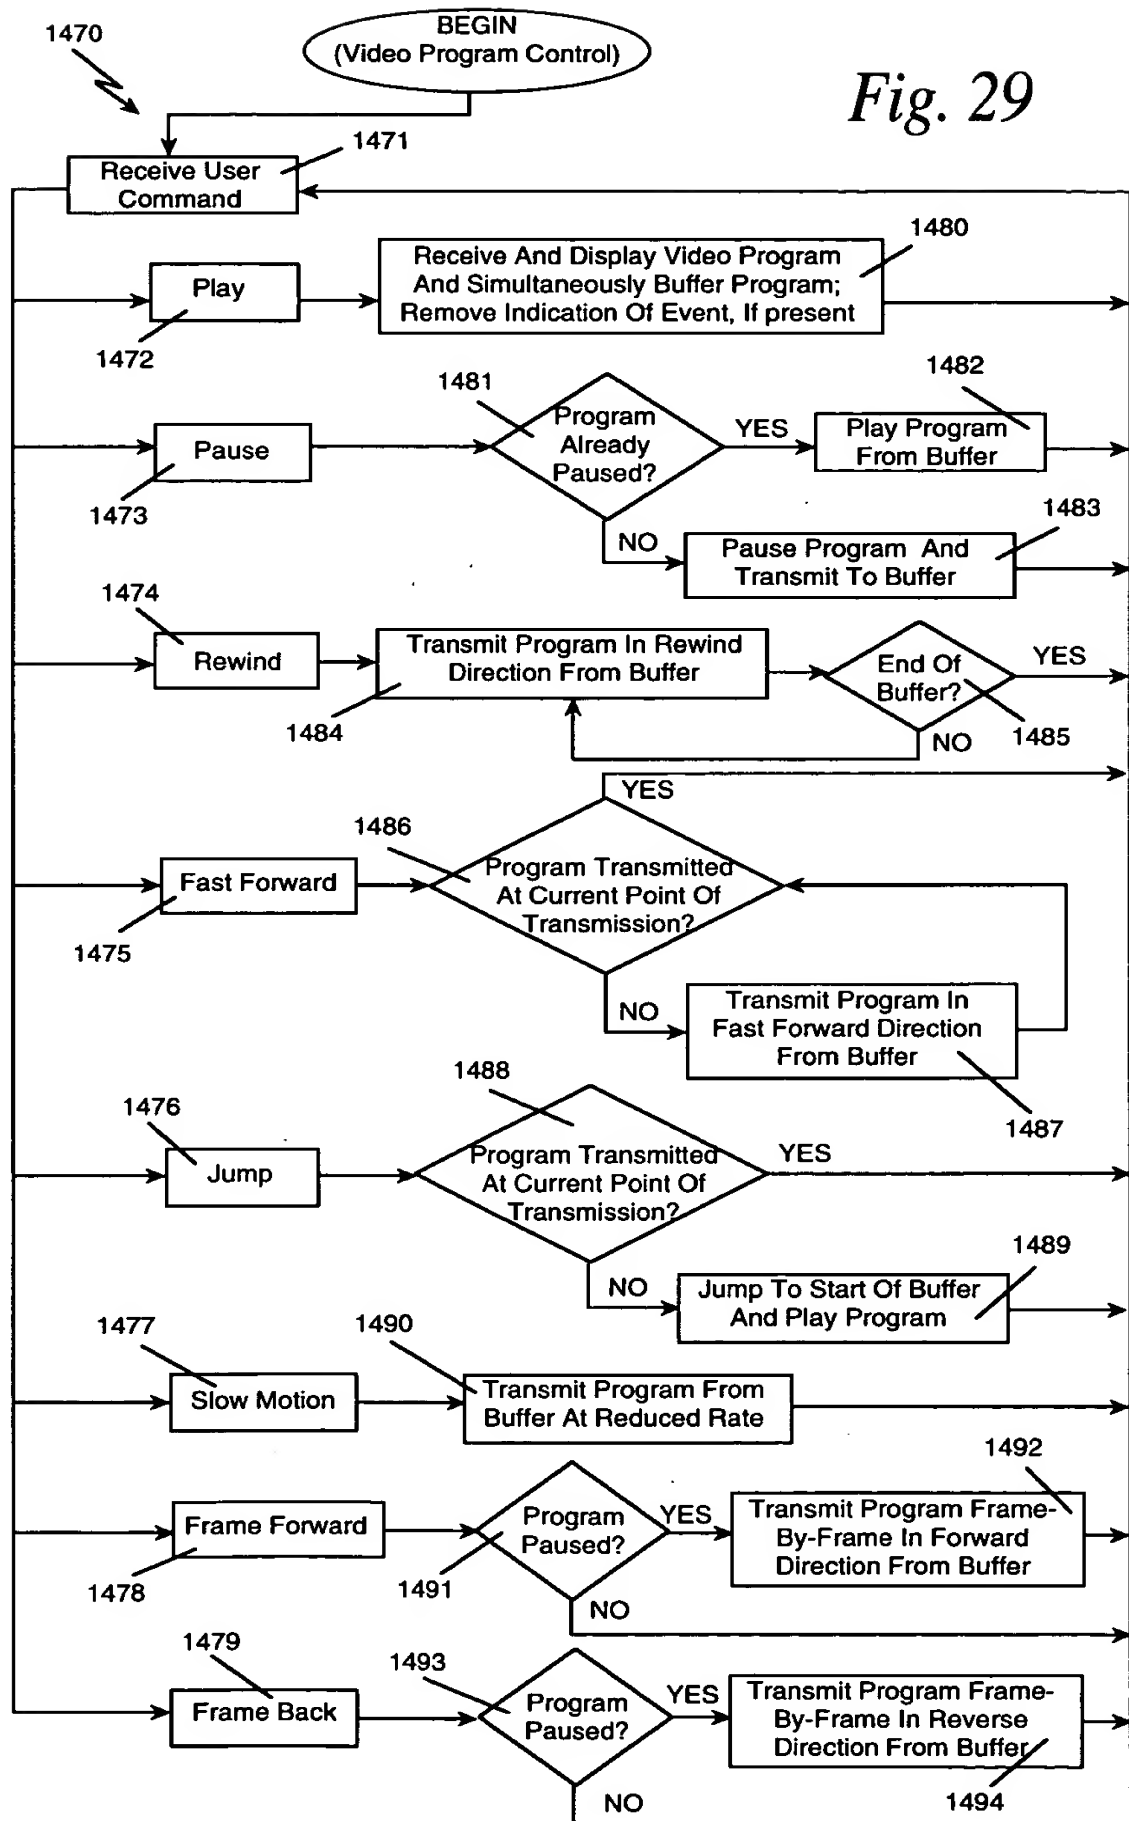 1470
BEGIN
(Video Program Control)
Fig. 29
1471
Receive User
Command
1480
Receive And Display Video Program
And Simultaneously Buffer Program;
Remove Indication Of Event, If present
Play
1472
1481
1482
Program
Already
Paused?
YES
Play Program
From Buffer
Pause
1473
NO
1483
Pause Program And
Transmit To Buffer
1474
Rewind
Transmit Program In Rewind
Direction From Buffer
End Of
Buffer?
YES
1484
NO
1485
YES
1486
Fast Forward
Program Transmitted
At Current Point Of
Transmission?
1475
NO
Transmit Program In
Fast Forward Direction
From Buffer
1487
1488
1476
Jump
Program Transmitted
At Current Point Of
Transmission?
YES
1489
NO
Jump To Start Of Buffer
And Play Program
1477
1490
Slow Motion
Transmit Program From
Buffer At Reduced Rate
1492
Frame Forward
Program
Paused?
YES
Transmit Program Frame-
By-Frame In Forward
Direction From Buffer
1478
1491
NO
1479
1493
Frame Back
Program
Paused?
YES
Transmit Program Frame-
By-Frame In Reverse
Direction From Buffer
NO
1494